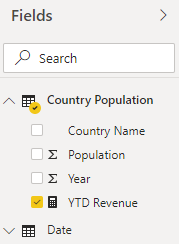 Fields
Search
Country Population
Country Name
Population
Year
YTD Revenue
Date